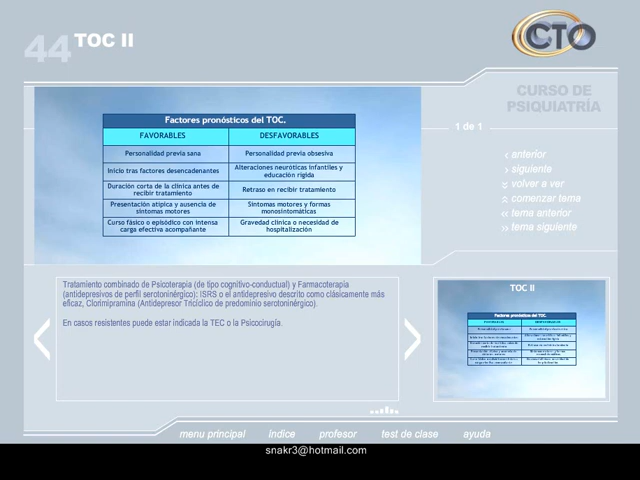 44 TOC II
CTO
CURSO DE
PSIQUIATRÍA
1 de 1
‹ anterior
› siguiente
volver a ver
comenzar tema
‹‹ tema anterior
›› tema siguiente
Factores pronósticos del TOC.
FAVORABLES DESFAVORABLES
Personalidad previa sana Personalidad previa obsesiva
Inicio tras factores desencadenantes Alteraciones neuróticas infantiles y
educación rígida
Duración corta de la clínica antes de
recibir tratamiento Retraso en recibir tratamiento
Presentación atípica y ausencia de
síntomas motores Síntomas motores y formas
monosintomáticas
Curso fásico o episódico con intensa
carga efectiva acompañante Gravedad clínica o necesidad de
hospitalización
Tratamiento combinado de Psicoterapia (de tipo cognitivo-conductual) y Farmacoterapia
(antidepresivos de perfil serotoninérgico): ISRS o el antidepresivo descrito como clásicamente más
eficaz, Clorimipramina (Antidepresor Tricíclico de predominio serotoninérgico).
En casos resistentes puede estar indicada la TEC o la Psicocirugía.
TOC II
Factores pronósticos del TOC.
FAVORABLES DESFAVORABLES
menu principal indice profesor test de clase ayuda
snakr3@hotmail.com